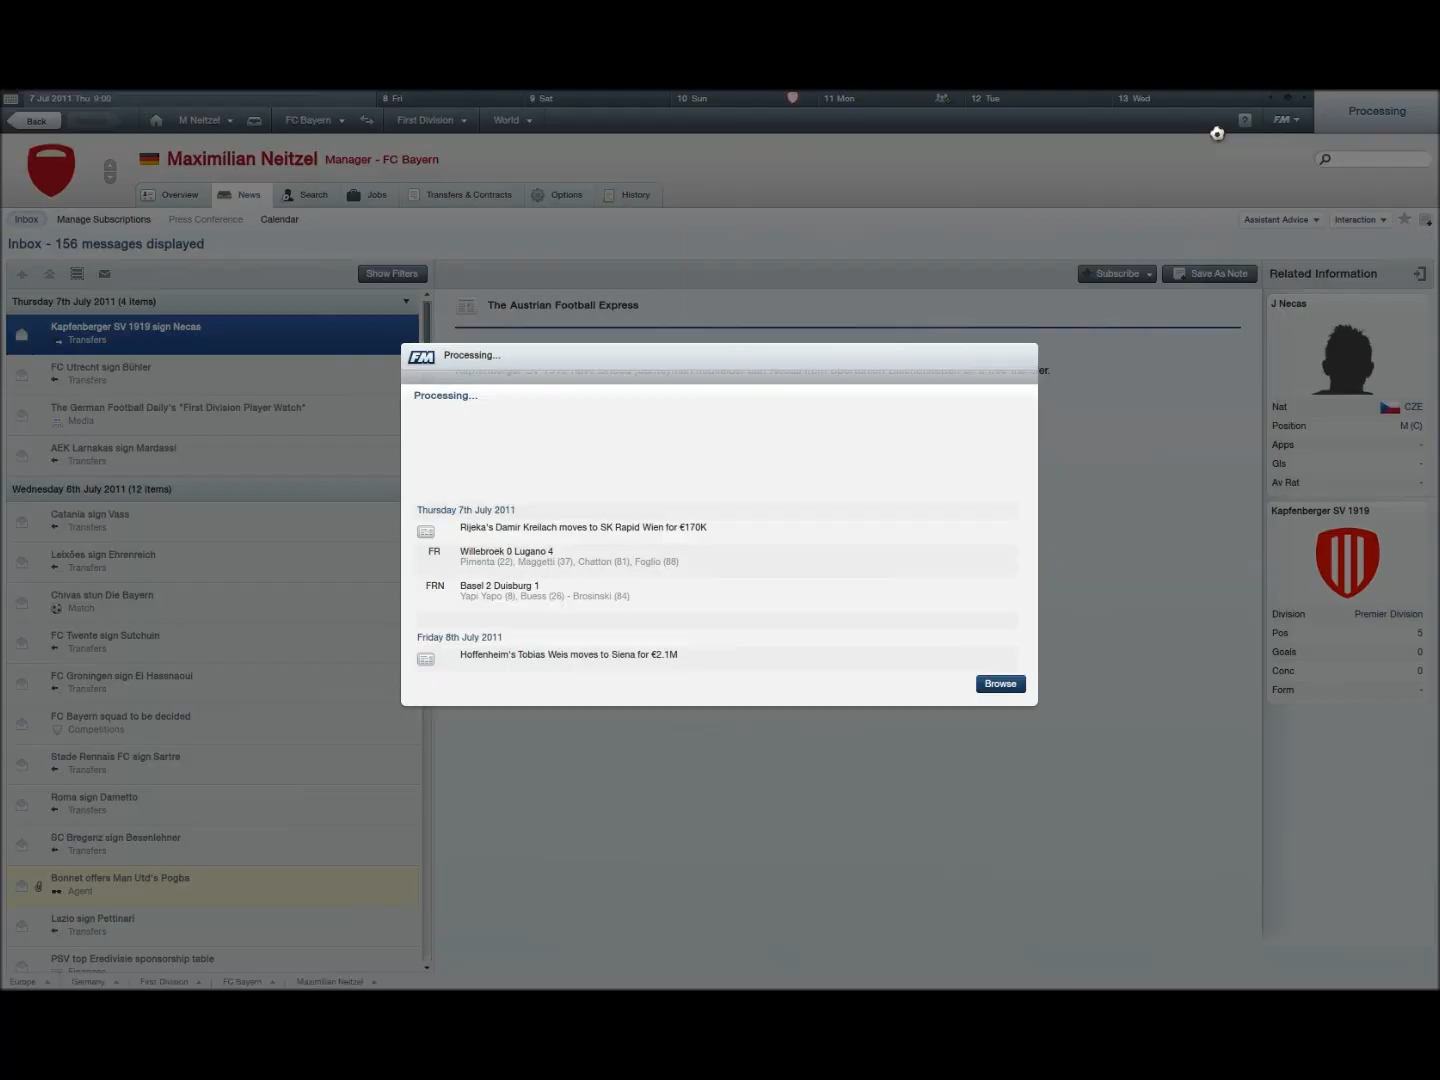 7 Jul 2011 Thu 9:00
8 Fri
9 Sat
10 Sun
11 Mon
12 Tue
13 Wed
Processing
Back
M Neitzel
FC Bayern
First Division
World
?
FM
Maximilian Neitzel Manager - FC Bayern
Overview
News
Search
Jobs
Transfers & Contracts
Options
History
Inbox
Manage Subscriptions
Press Conference
Calendar
Assistant Advice
Interaction
Inbox - 156 messages displayed
Show Filters
Subscribe
Save As Note
Related Information
Thursday 7th July 2011 (4 items)
Kapfenberger SV 1919 sign Necas
Transfers
FC Utrecht sign Bühler
Transfers
The German Football Daily's "First Division Player Watch"
Media
AEK Larnakas sign Mardassi
Transfers
Wednesday 6th July 2011 (12 items)
Catania sign Vass
Transfers
Leixões sign Ehrenreich
Transfers
Chivas stun Die Bayern
Match
FC Twente sign Sutchuin
Transfers
FC Groningen sign El Hassnaoui
Transfers
FC Bayern squad to be decided
Competitions
Stade Rennais FC sign Sartre
Transfers
Roma sign Dametto
Transfers
SC Bregenz sign Besenlehner
Transfers
Bonnet offers Man Utd's Pogba
Agent
Lazio sign Pettinari
Transfers
PSV top Eredivisie sponsorship table
Finances
The Austrian Football Express
FM Processing...
Processing...
Thursday 7th July 2011
Rijeka's Damir Kreilach moves to SK Rapid Wien for €170K
FR
Willebroek 0 Lugano 4
Pimenta (22), Maggetti (37), Chatton (81), Foglio (88)
FRN
Basel 2 Duisburg 1
Yapi Yapo (8), Buess (26) - Brosinski (84)
Friday 8th July 2011
Hoffenheim's Tobias Weis moves to Siena for €2.1M
Browse
J Necas
Nat CZE
Position M (C)
Apps -
Gls -
Av Rat -
Kapfenberger SV 1919
Division Premier Division
Pos 5
Goals 0
Conc 0
Form -
Europe
Germany
First Division
FC Bayern
Maximilian Neitzel